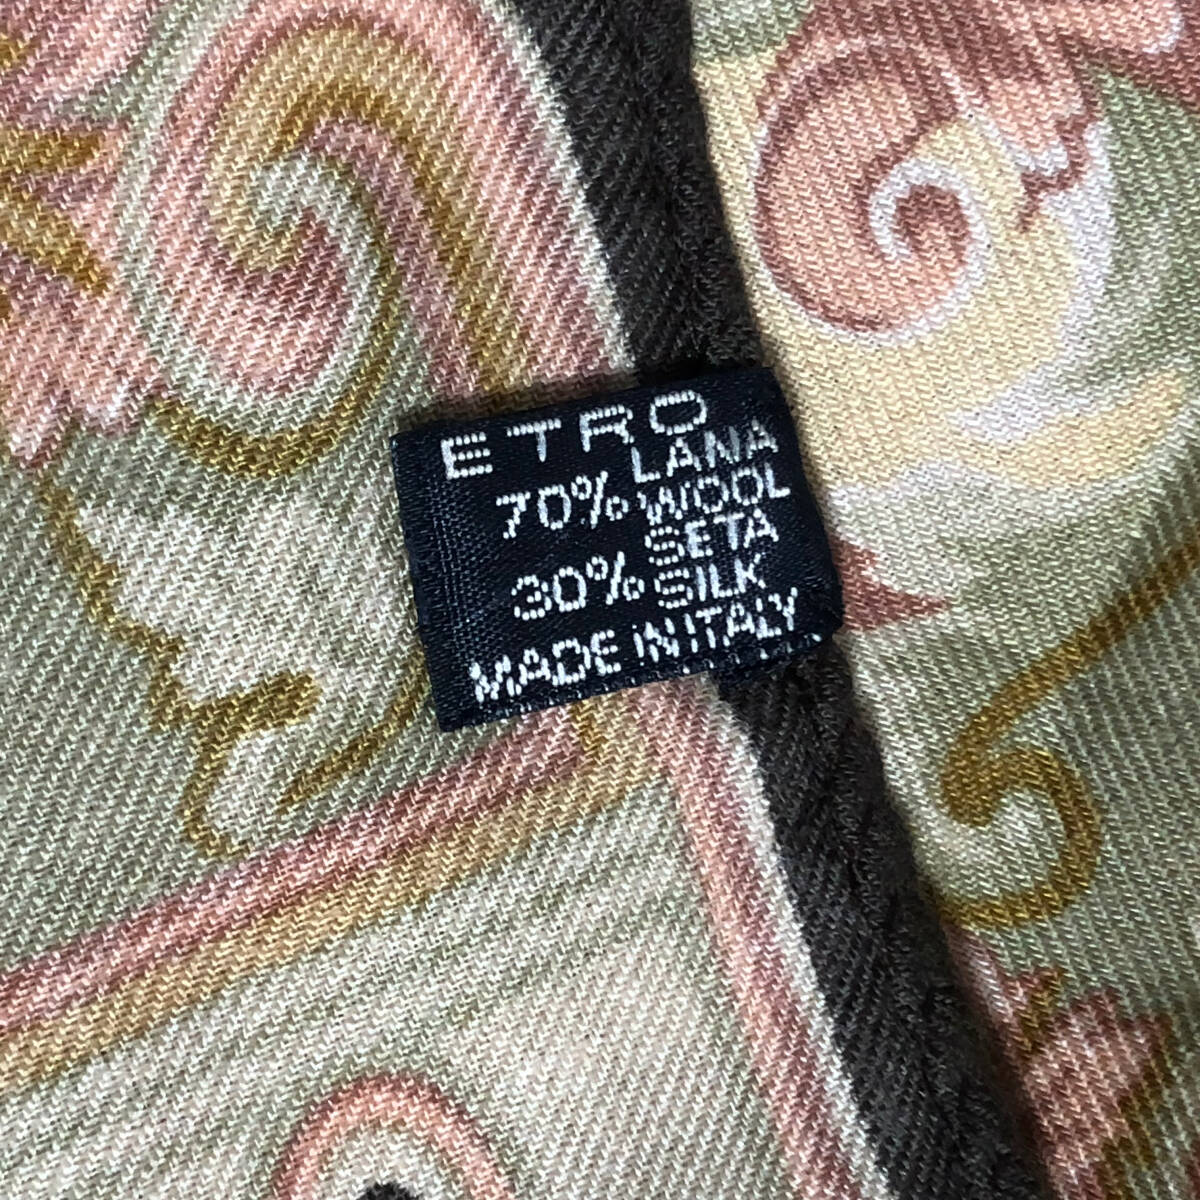 ETRO
70% LANA
WOOL
30% SETA
SILK
MADE IN ITALY